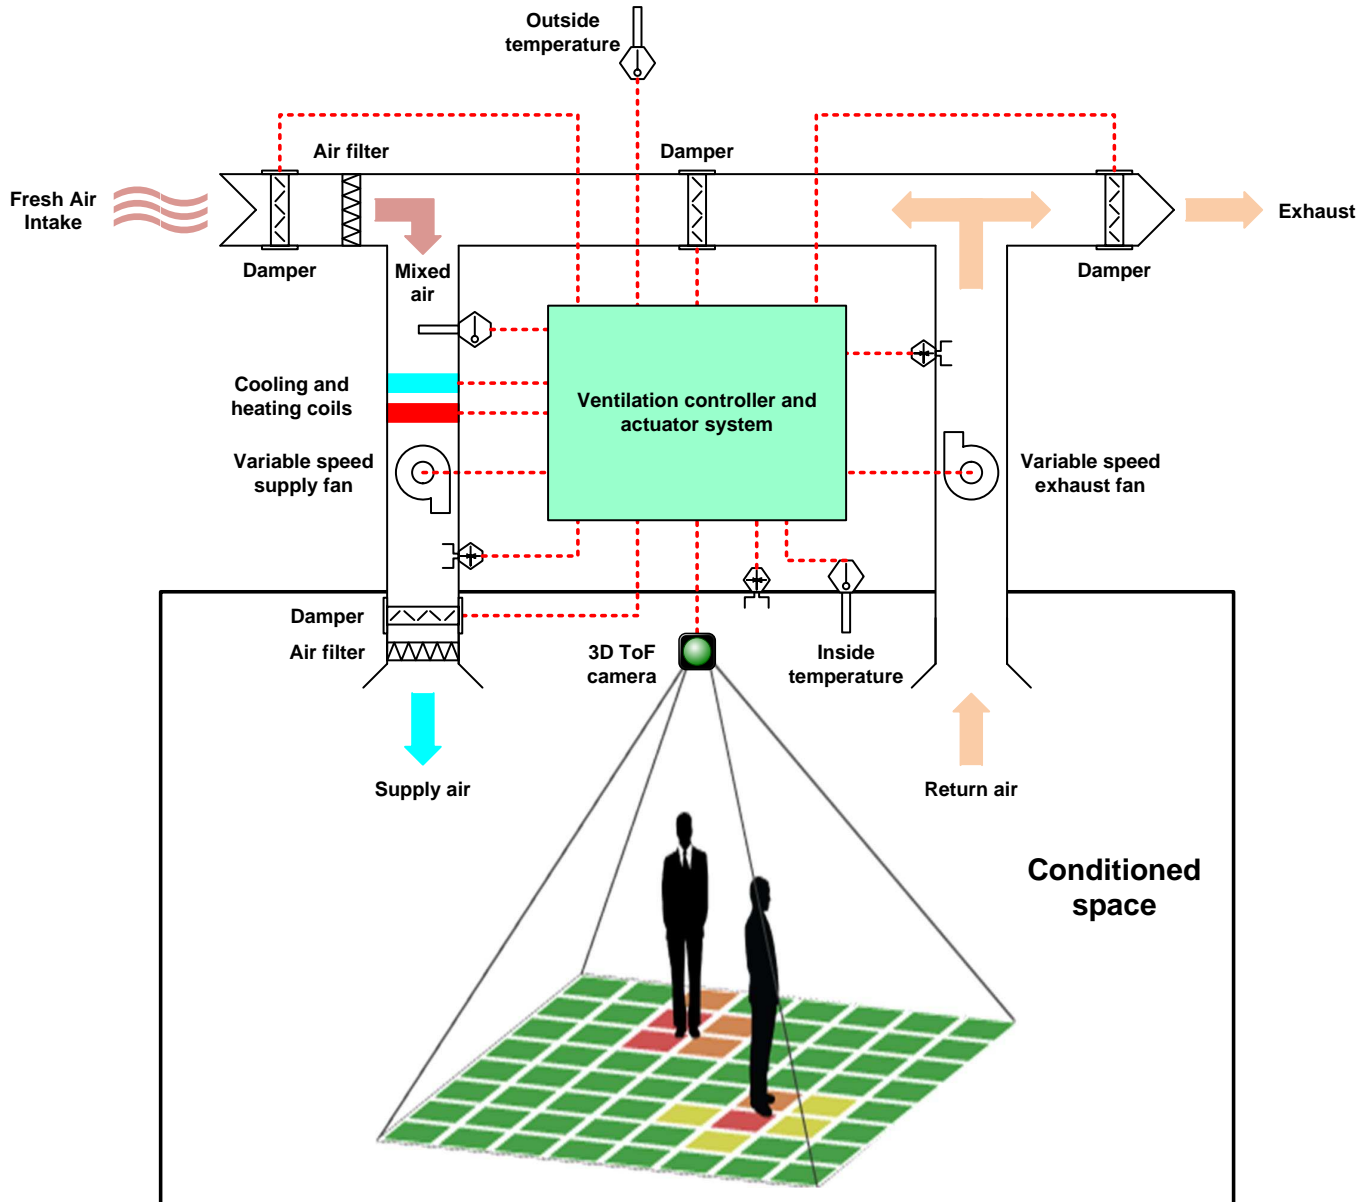 Outside
temperature
Air filter
Damper
Fresh Air
Intake
Exhaust
Damper
Mixed
air
Damper
Cooling and
heating coils
Ventilation controller and
actuator system
Variable speed
supply fan
Variable speed
exhaust fan
Damper
Air filter
3D ToF
camera
Inside
temperature
Supply air
Return air
Conditioned
space